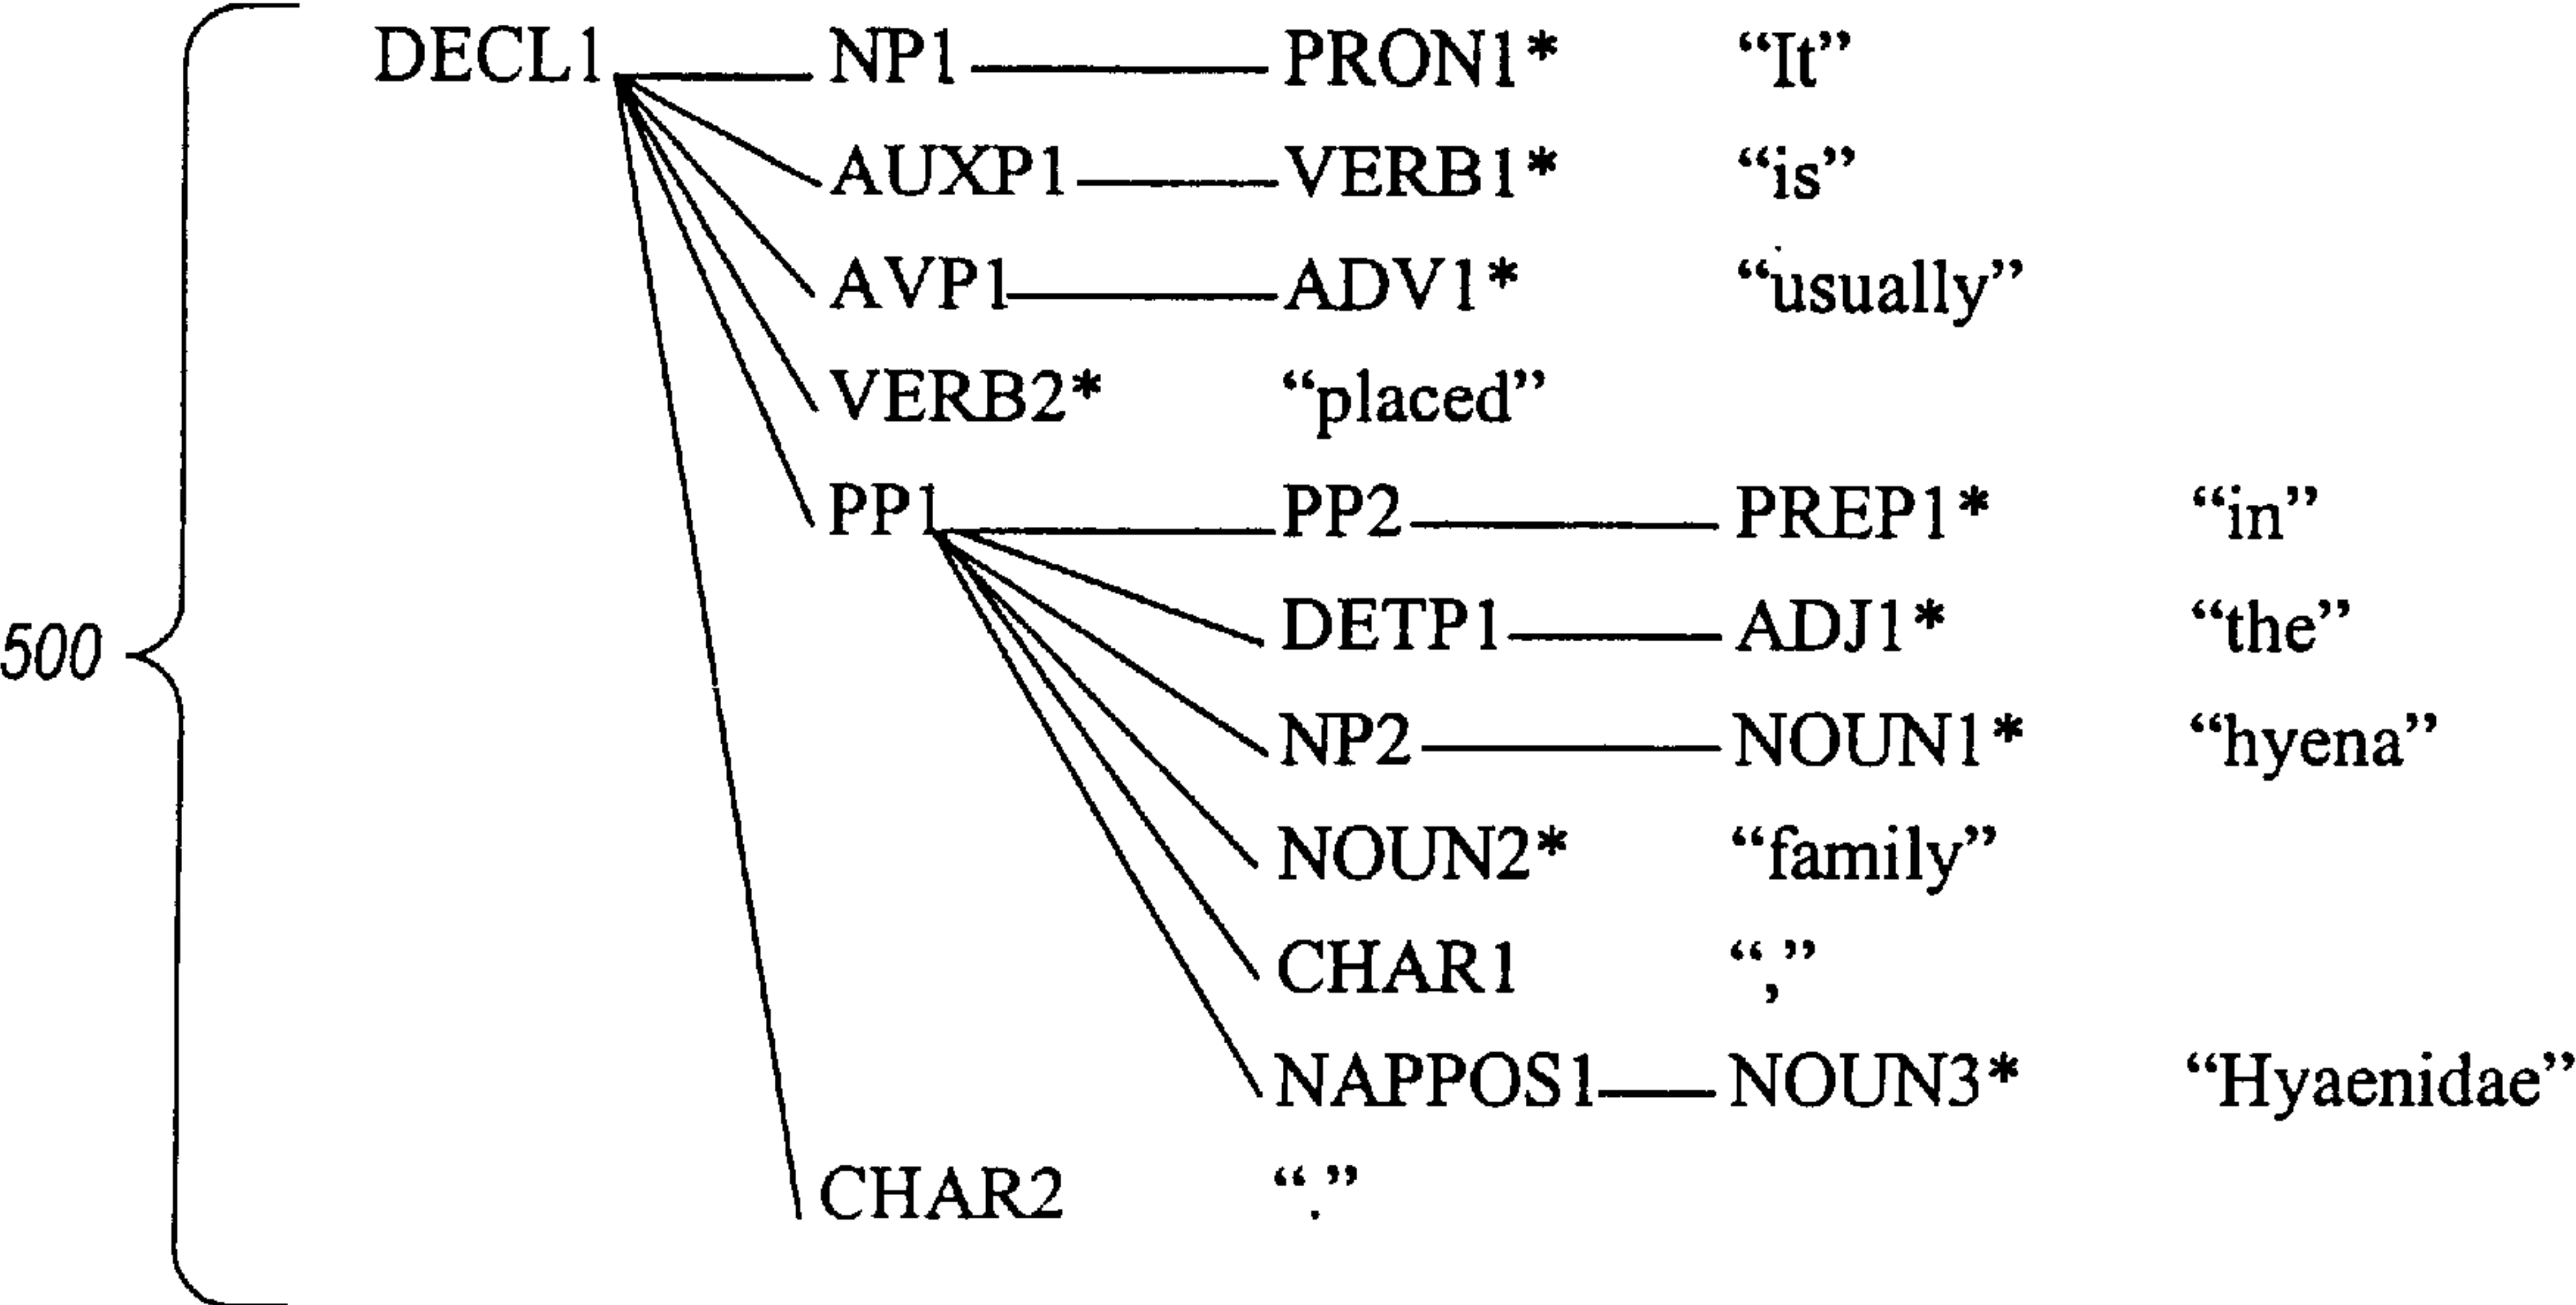 DECL1 NP1 PRON1* “It”
AUXP1 VERB1* “is”
AVP1 ADV1* “usually”
VERB2* “placed”
PP1 PP2 PREP1* “in”
DETP1 ADJ1* “the”
500
NP2 NOUN1* “hyena”
NOUN2* “family”
CHAR1 “,”
NAPPOS1 NOUN3* “Hyaenidae”
CHAR2 “.”